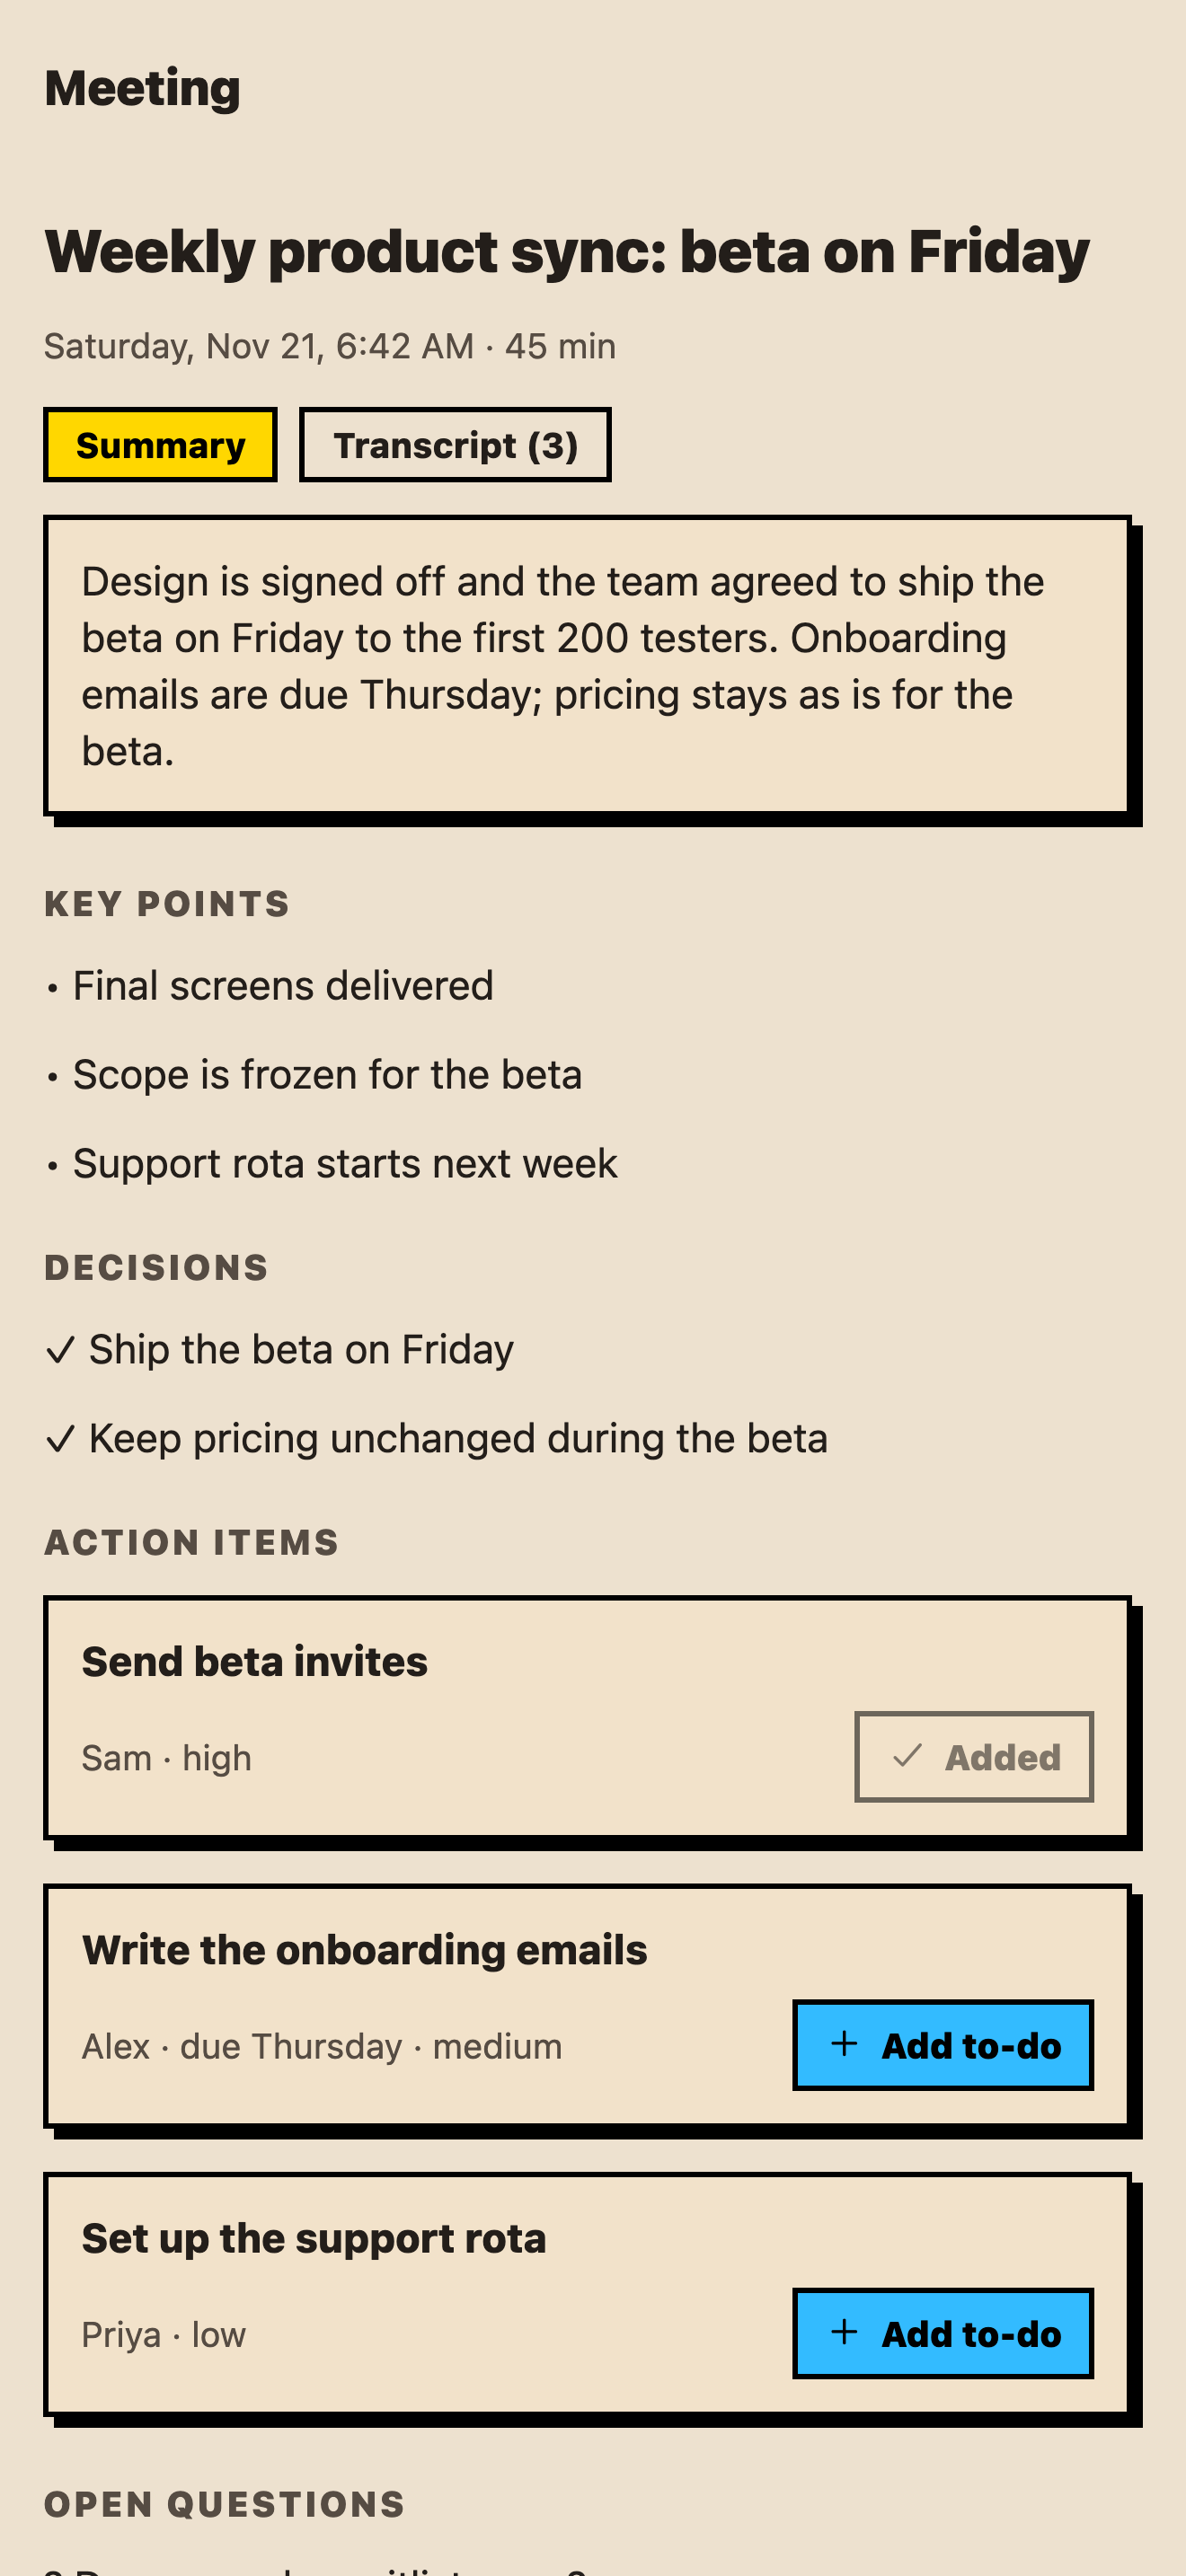 Meeting
Weekly product sync: beta on Friday
Saturday, Nov 21, 6:42 AM · 45 min
Summary
Transcript (3)
Design is signed off and the team agreed to ship the
beta on Friday to the first 200 testers. Onboarding
emails are due Thursday; pricing stays as is for the
beta.
KEY POINTS
• Final screens delivered
• Scope is frozen for the beta
• Support rota starts next week
DECISIONS
✓ Ship the beta on Friday
✓ Keep pricing unchanged during the beta
ACTION ITEMS
Send beta invites
Sam · high
✓ Added
Write the onboarding emails
Alex · due Thursday · medium
+ Add to-do
Set up the support rota
Priya · low
+ Add to-do
OPEN QUESTIONS